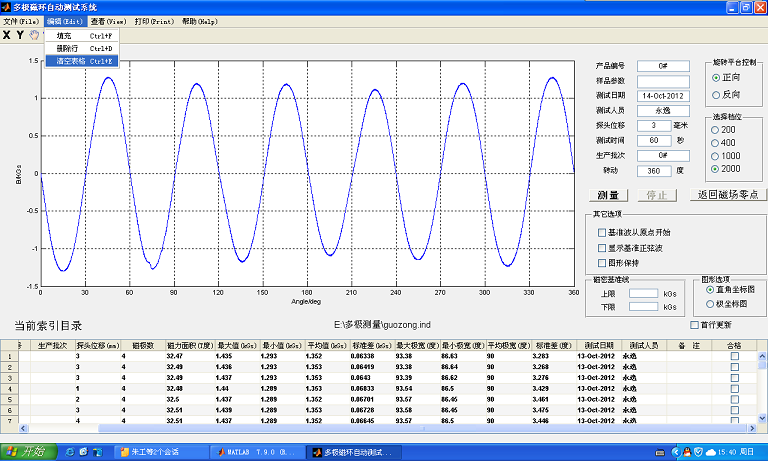 多极磁环自动测试系统
文件(File) 编辑(Edit) 查看(View) 打印(Print) 帮助(Help)
X Y
填充 Ctrl+F
删除行 Ctrl+D
清空表格 Ctrl+E
1.5
1
0.5
0
-0.5
-1
-1.5
B/KGs
0 30 60 90 120 150 180 210 240 270 300 330 360
Angle/deg
产品编号 0#
样品参数
测试日期 14-Oct-2012
测试人员 永逸
探头位移 3 毫米
测试时间 60 秒
生产批次 0#
转动 360 度
旋转平台控制
正向
反向
选择档位
200
400
1000
2000
测量 停止 返回磁场零点
其它选项
基准波从原点开始
显示基准正弦波
图形保持
磁密基准线
上限 kGs
下限 kGs
图形选项
直角坐标图
极坐标图
当前索引目录 E:\多极测量\guozong.ind
首行更新
号 生产批次 探头位移(mm) 磁极数 磁力面积(T度) 最大值(kGs) 最小值(kGs) 平均值(kGs) 标准差(kGs) 最大极宽(度) 最小极宽(度) 平均极宽(度) 标准差(度) 测试日期 测试人员 备 注 合格
1 3 4 32.47 1.435 1.293 1.352 0.06338 93.38 86.63 90 3.283 13-Oct-2012 永逸
2 3 4 32.49 1.436 1.293 1.352 0.06419 93.38 86.64 90 3.268 13-Oct-2012 永逸
3 3 4 32.49 1.437 1.293 1.352 0.0643 93.39 86.62 90 3.276 13-Oct-2012 永逸
4 1 4 32.48 1.44 1.289 1.353 0.06833 93.54 86.5 90 3.429 13-Oct-2012 永逸
5 2 4 32.5 1.437 1.289 1.352 0.06701 93.57 86.45 90 3.461 13-Oct-2012 永逸
6 3 4 32.51 1.439 1.289 1.353 0.06728 93.58 86.45 90 3.475 13-Oct-2012 永逸
7 3 4 32.51 1.437 1.289 1.352 0.06645 93.57 86.5 90 3.446 13-Oct-2012 永逸
开始 朱工等2个会话 MATLAB 7.9.0 (R... 多极磁环自动测试... 15:40 周日